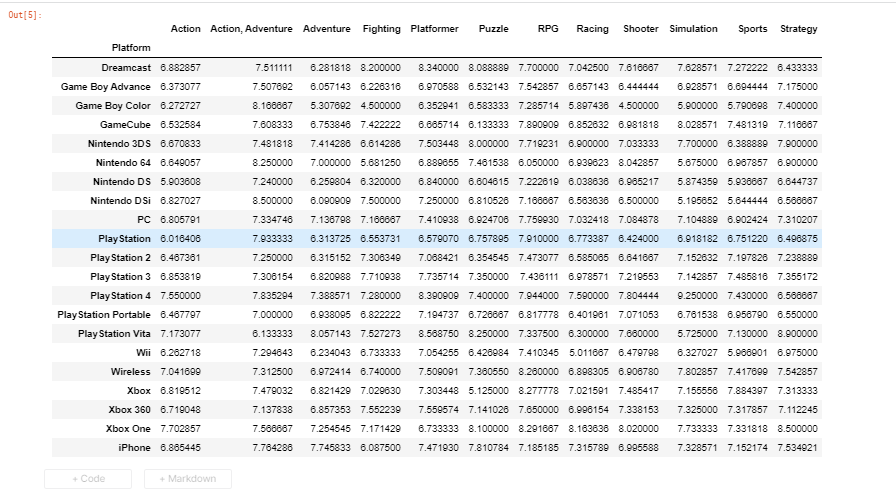 Out[5]:
Action Action, Adventure Adventure Fighting Platformer Puzzle RPG Racing Shooter Simulation Sports Strategy
Platform
Dreamcast 6.882857 7.511111 6.281818 8.200000 8.340000 8.088889 7.700000 7.042500 7.616667 7.628571 7.272222 6.433333
Game Boy Advance 6.373077 7.507692 6.057143 6.226316 6.970588 6.532143 7.542857 6.657143 6.444444 6.928571 6.694444 7.175000
Game Boy Color 6.272727 8.166667 5.307692 4.500000 6.352941 6.583333 7.285714 5.897436 4.500000 5.900000 5.790698 7.400000
GameCube 6.532584 7.608333 6.753846 7.422222 6.665714 6.133333 7.890909 6.852632 6.981818 8.028571 7.481319 7.116667
Nintendo 3DS 6.670833 7.481818 7.414286 6.614286 7.503448 8.000000 7.719231 6.900000 7.033333 7.700000 6.388889 7.900000
Nintendo 64 6.649057 8.250000 7.000000 5.681250 6.889655 7.461538 6.050000 6.939623 8.042857 5.675000 6.967857 6.900000
Nintendo DS 5.903608 7.240000 6.259804 6.320000 6.840000 6.604615 7.222619 6.038636 6.965217 5.874359 5.936667 6.644737
Nintendo DSi 6.827027 8.500000 6.090909 7.500000 7.250000 6.810526 7.166667 6.563636 6.500000 5.195652 5.644444 6.566667
PC 6.805791 7.334746 7.136798 7.166667 7.410938 6.924706 7.759930 7.032418 7.084878 7.104889 6.902424 7.310207
PlayStation 6.016406 7.933333 6.313725 6.553731 6.579070 6.757895 7.910000 6.773387 6.424000 6.918182 6.751220 6.496875
PlayStation 2 6.467361 7.250000 6.315152 7.306349 7.068421 6.354545 7.473077 6.585065 6.641667 7.152632 7.197826 7.238889
PlayStation 3 6.853819 7.306154 6.820988 7.710938 7.735714 7.350000 7.436111 6.978571 7.219553 7.142857 7.485816 7.355172
PlayStation 4 7.550000 7.835294 7.388571 7.280000 8.390909 7.400000 7.944000 7.590000 7.804444 9.250000 7.430000 6.566667
PlayStation Portable 6.467797 7.000000 6.938095 6.822222 7.194737 6.726667 6.817778 6.401961 7.071053 6.761538 6.956790 6.550000
PlayStation Vita 7.173077 6.133333 8.057143 7.527273 8.568750 8.250000 7.337500 6.300000 7.660000 5.725000 7.130000 8.900000
Wii 6.262718 7.294643 6.234043 6.733333 7.054255 6.426984 7.410345 5.011667 6.479798 6.327027 5.966901 6.975000
Wireless 7.041699 7.312500 6.972414 6.740000 7.509091 7.360550 8.260000 6.898305 6.906780 7.802857 7.417699 7.542857
Xbox 6.819512 7.479032 6.821429 7.029630 7.303448 5.125000 8.277778 7.021591 7.485417 7.155556 7.884397 7.313333
Xbox 360 6.719048 7.137838 6.857353 7.552239 7.559574 7.141026 7.650000 6.996154 7.338153 7.325000 7.317857 7.112245
Xbox One 7.702857 7.566667 7.254545 7.171429 6.733333 8.100000 8.291667 8.163636 8.020000 7.733333 7.331818 8.500000
iPhone 6.865445 7.764286 7.745833 6.087500 7.471930 7.810784 7.185185 7.315789 6.995588 7.328571 7.152174 7.534921
+ Code + Markdown